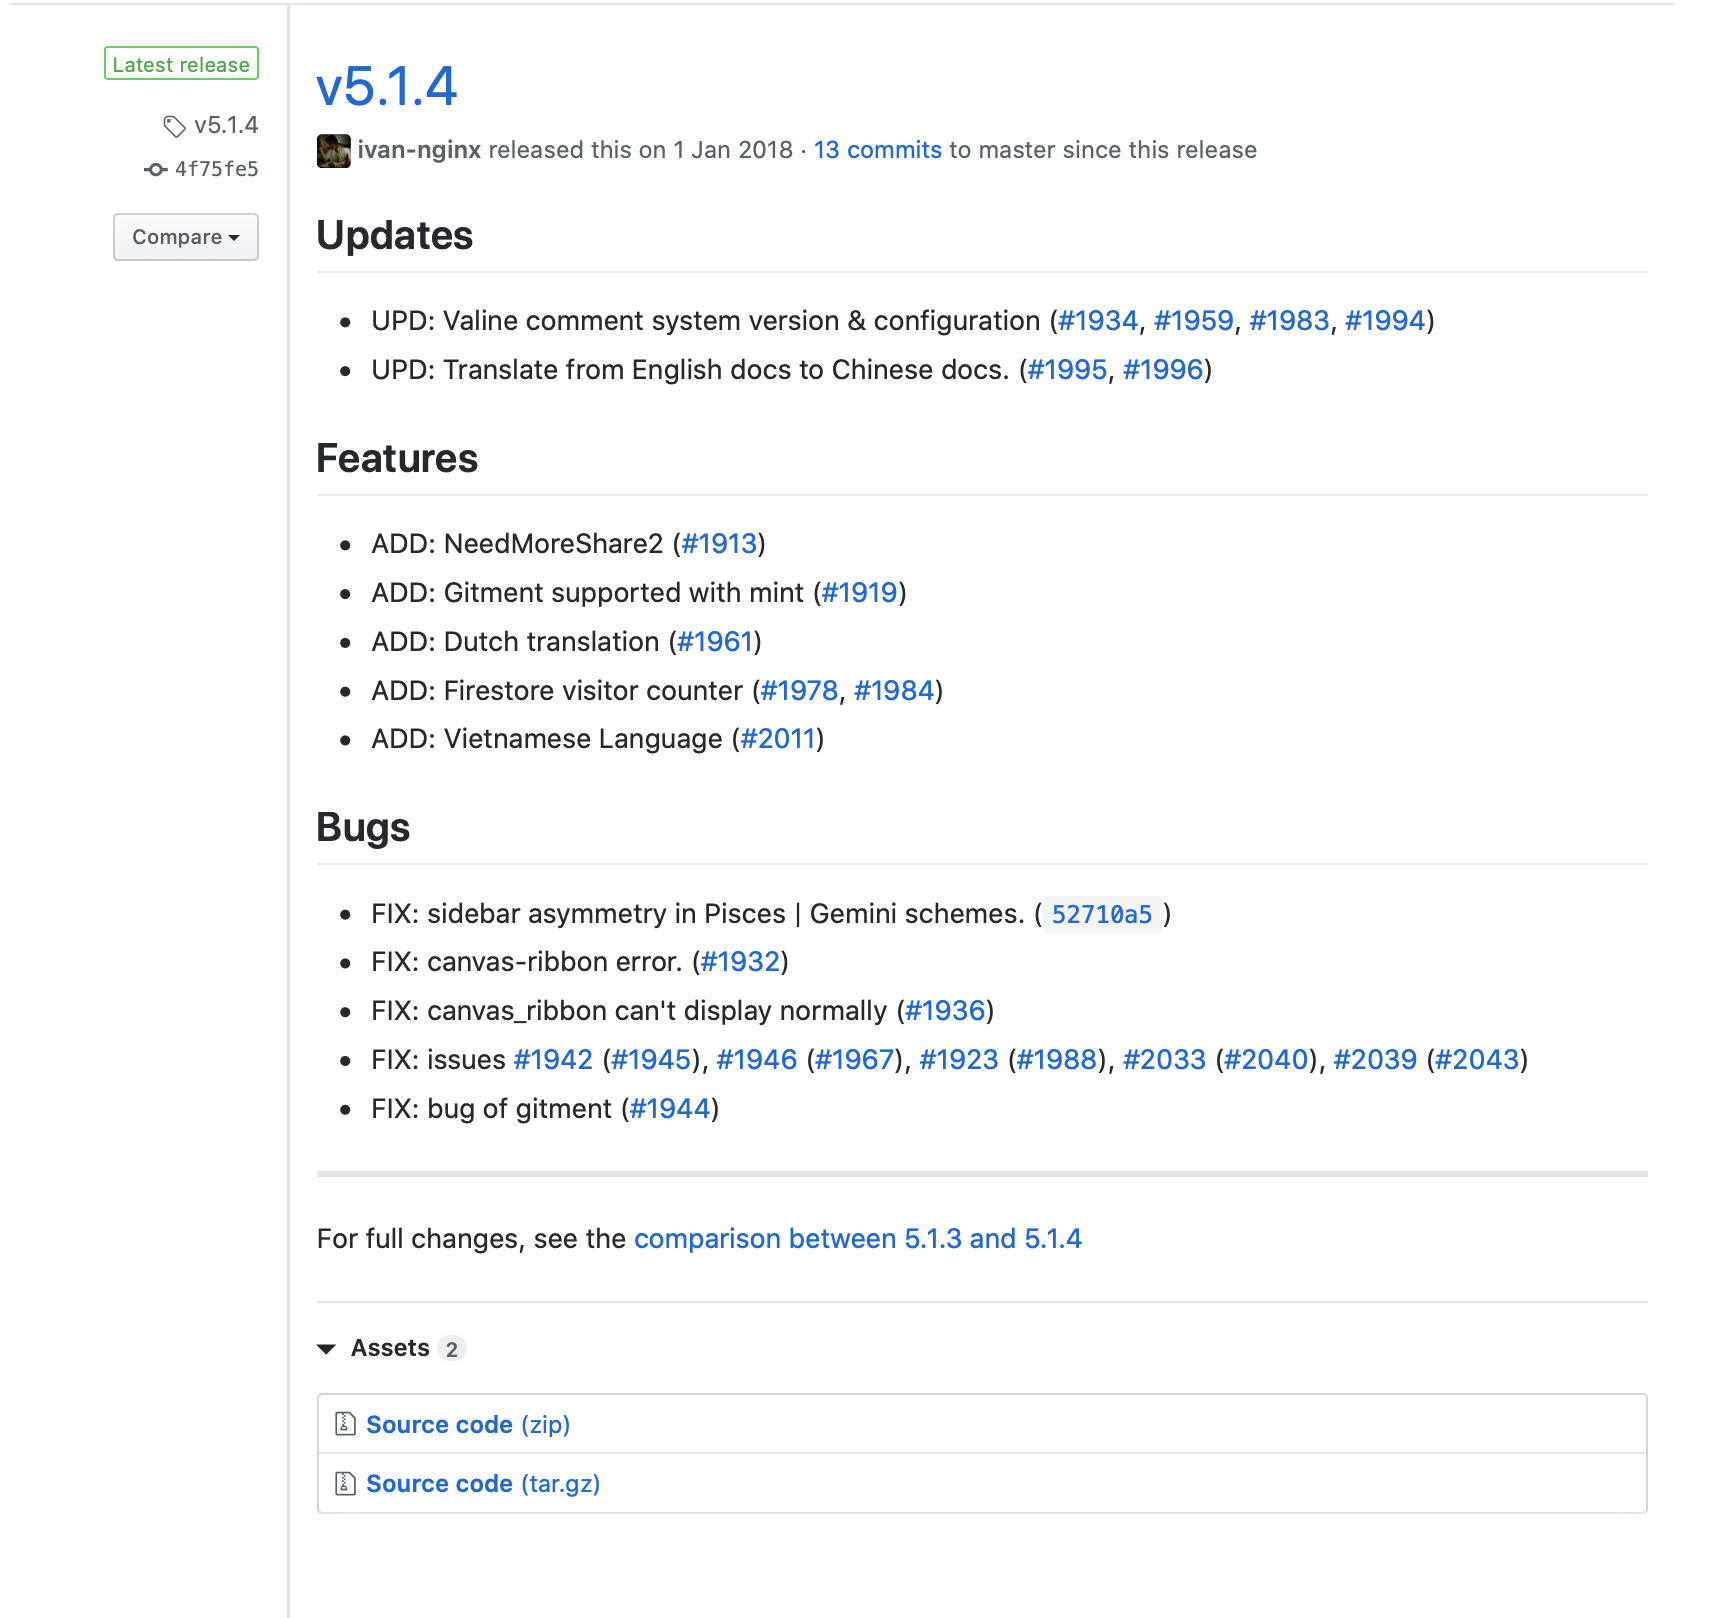 Latest release
v5.1.4
4f75fe5
Compare
v5.1.4
ivan-nginx released this on 1 Jan 2018 · 13 commits to master since this release
Updates
• UPD: Valine comment system version & configuration (#1934, #1959, #1983, #1994)
• UPD: Translate from English docs to Chinese docs. (#1995, #1996)
Features
• ADD: NeedMoreShare2 (#1913)
• ADD: Gitment supported with mint (#1919)
• ADD: Dutch translation (#1961)
• ADD: Firestore visitor counter (#1978, #1984)
• ADD: Vietnamese Language (#2011)
Bugs
• FIX: sidebar asymmetry in Pisces | Gemini schemes. (52710a5)
• FIX: canvas-ribbon error. (#1932)
• FIX: canvas_ribbon can't display normally (#1936)
• FIX: issues #1942 (#1945), #1946 (#1967), #1923 (#1988), #2033 (#2040), #2039 (#2043)
• FIX: bug of gitment (#1944)
For full changes, see the comparison between 5.1.3 and 5.1.4
Assets 2
Source code (zip)
Source code (tar.gz)